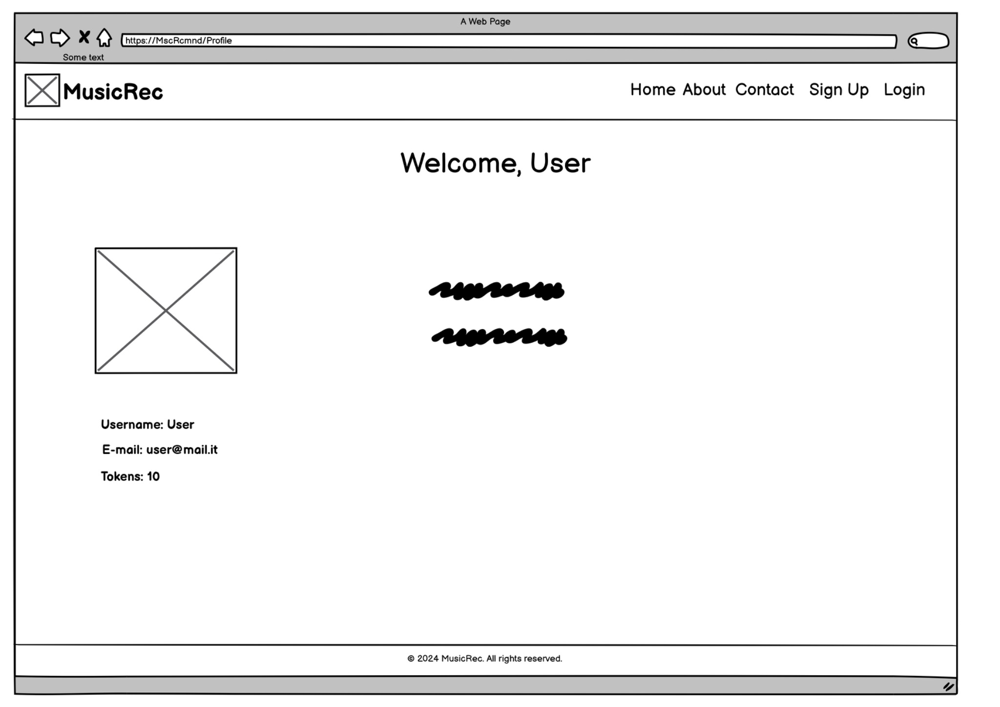 A Web Page
https://MscRcmnd/Profile
Some text
MusicRec
Home About Contact Sign Up Login
Welcome, User
Username: User
E-mail: user@mail.it
Tokens: 10
© 2024 MusicRec. All rights reserved.